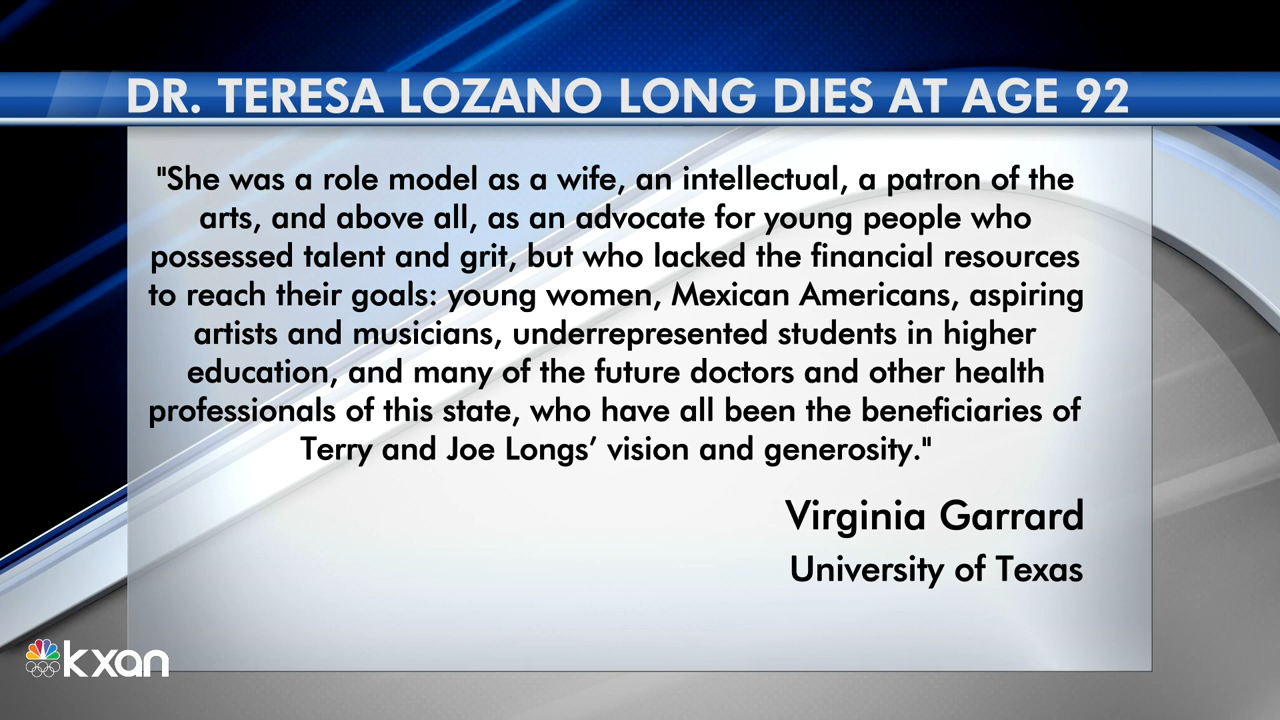 DR. TERESA LOZANO LONG DIES AT AGE 92
"She was a role model as a wife, an intellectual, a patron of the
arts, and above all, as an advocate for young people who
possessed talent and grit, but who lacked the financial resources
to reach their goals: young women, Mexican Americans, aspiring
artists and musicians, underrepresented students in higher
education, and many of the future doctors and other health
professionals of this state, who have all been the beneficiaries of
Terry and Joe Longs’ vision and generosity."
Virginia Garrard
University of Texas
kxan